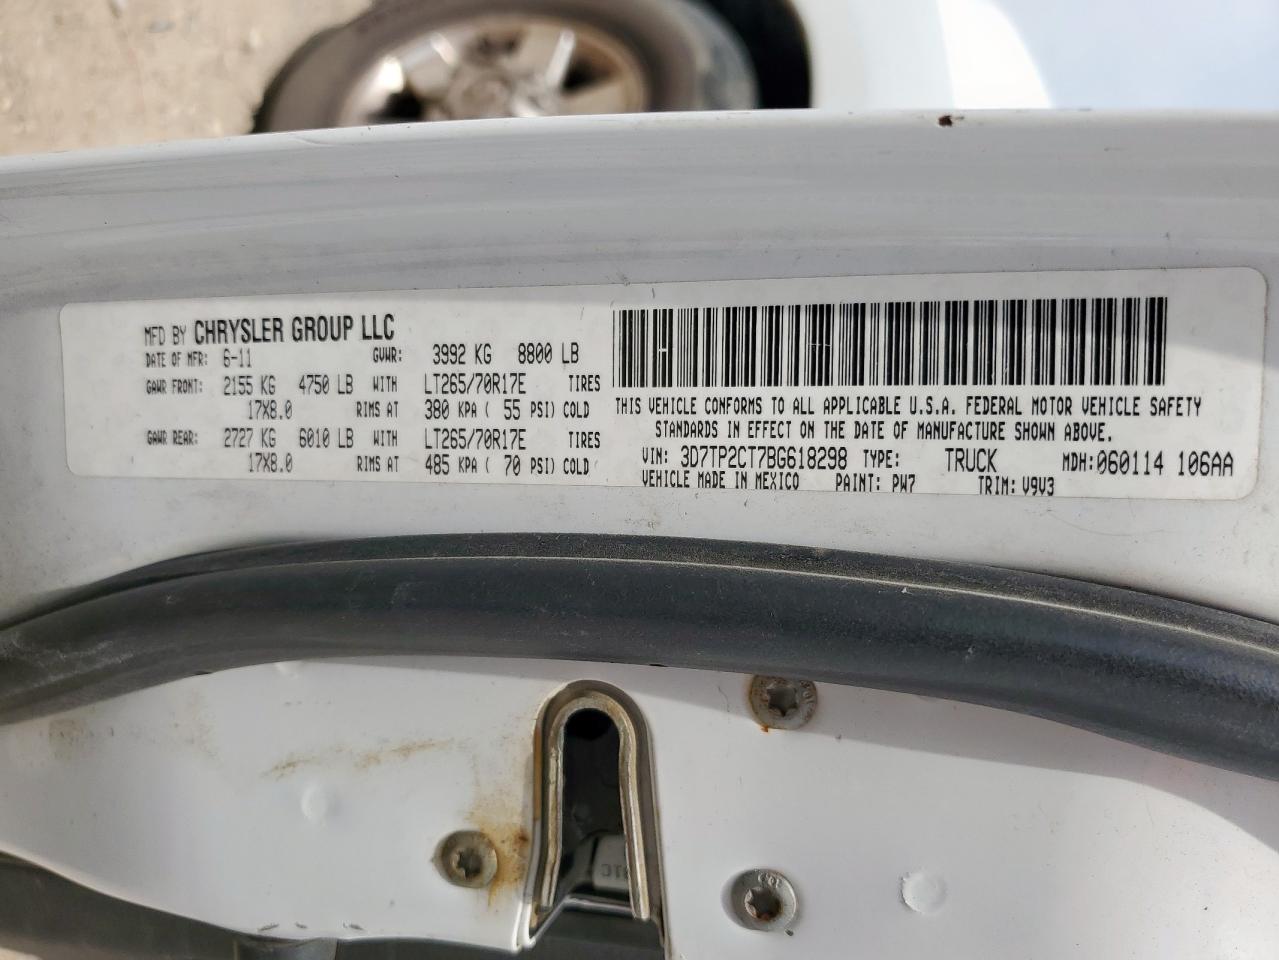 MFD BY CHRYSLER GROUP LLC
DATE OF MFR: 6-11 GVWR: 3992 KG 8800 LB
GAWR FRONT: 2155 KG 4750 LB WITH LT265/70R17E TIRES
17X8.0 RIMS AT 380 KPA ( 55 PSI) COLD
GAWR REAR: 2727 KG 6010 LB WITH LT265/70R17E TIRES
17X8.0 RIMS AT 485 KPA ( 70 PSI) COLD
THIS VEHICLE CONFORMS TO ALL APPLICABLE U.S.A. FEDERAL MOTOR VEHICLE SAFETY
STANDARDS IN EFFECT ON THE DATE OF MANUFACTURE SHOWN ABOVE.
VIN: 3D7TP2CT7BG618298 TYPE: TRUCK MDH:060114 106AA
VEHICLE MADE IN MEXICO PAINT: PW7 TRIM: V9V3